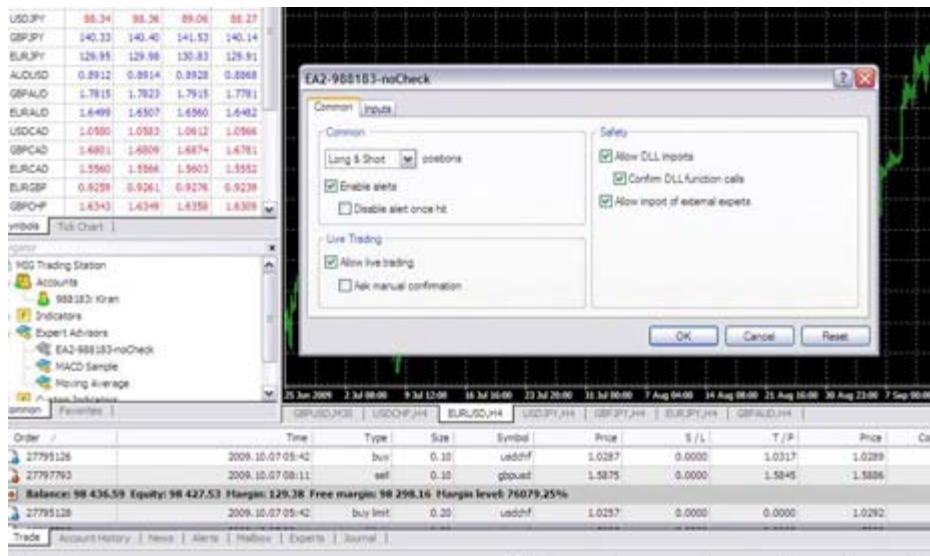 USDJPY 88.34 88.36 89.06 88.27
GBPJPY 140.33 140.40 141.53 140.14
EURJPY 129.95 129.98 130.83 129.91
AUDUSD 0.8912 0.8914 0.8928 0.8868
GBPAUD 1.7815 1.7823 1.7915 1.7781
EURAUD 1.6499 1.6507 1.6560 1.6482
USDCAD 1.0580 1.0583 1.0612 1.0566
GBPCAD 1.6801 1.6809 1.6874 1.6781
EURCAD 1.5560 1.5566 1.5603 1.5552
EURGBP 0.9259 0.9261 0.9276 0.9239
GBPCHF 1.6343 1.6349 1.6358 1.6309
Tick Chart
MIG Trading Station
Accounts
988183: Kiran
Indicators
Expert Advisors
EA2-988183-noCheck
MACD Sample
Moving Average
Custom Indicators
Favorites
EA2-988183-noCheck
Common Inputs
Common
Long & Short positions
Enable alerts
Disable alert once hit
Live Trading
Allow live trading
Ask manual confirmation
Safety
Allow DLL imports
Confirm DLL function calls
Allow import of external experts
OK Cancel Reset
25 Jun 2009 2 Jul 08:00 9 Jul 12:00 16 Jul 16:00 23 Jul 20:00 31 Jul 00:00 7 Aug 04:00 14 Aug 08:00 21 Aug 16:00 30 Aug 23:00 7 Sep
GBPUSD,M30 USDCHF,H4 EURUSD,H4 USDJPY,H4 GBPJPY,H4 EURJPY,H4 GBPAUD,H4
Order / Time Type Size Symbol Price S / L T / P Price
27795126 2009.10.07 05:42 buy 0.10 usdchf 1.0287 0.0000 1.0317 1.0289
27797793 2009.10.07 08:11 sell 0.10 gbpusd 1.5875 0.0000 1.5845 1.5886
Balance: 98 436.59 Equity: 98 427.53 Margin: 129.38 Free margin: 98 298.16 Margin level: 76079.25%
27795128 2009.10.07 05:42 buy limit 0.20 usdchf 1.0257 0.0000 0.0000 1.0292
Trade Account History News Alerts Mailbox Experts Journal